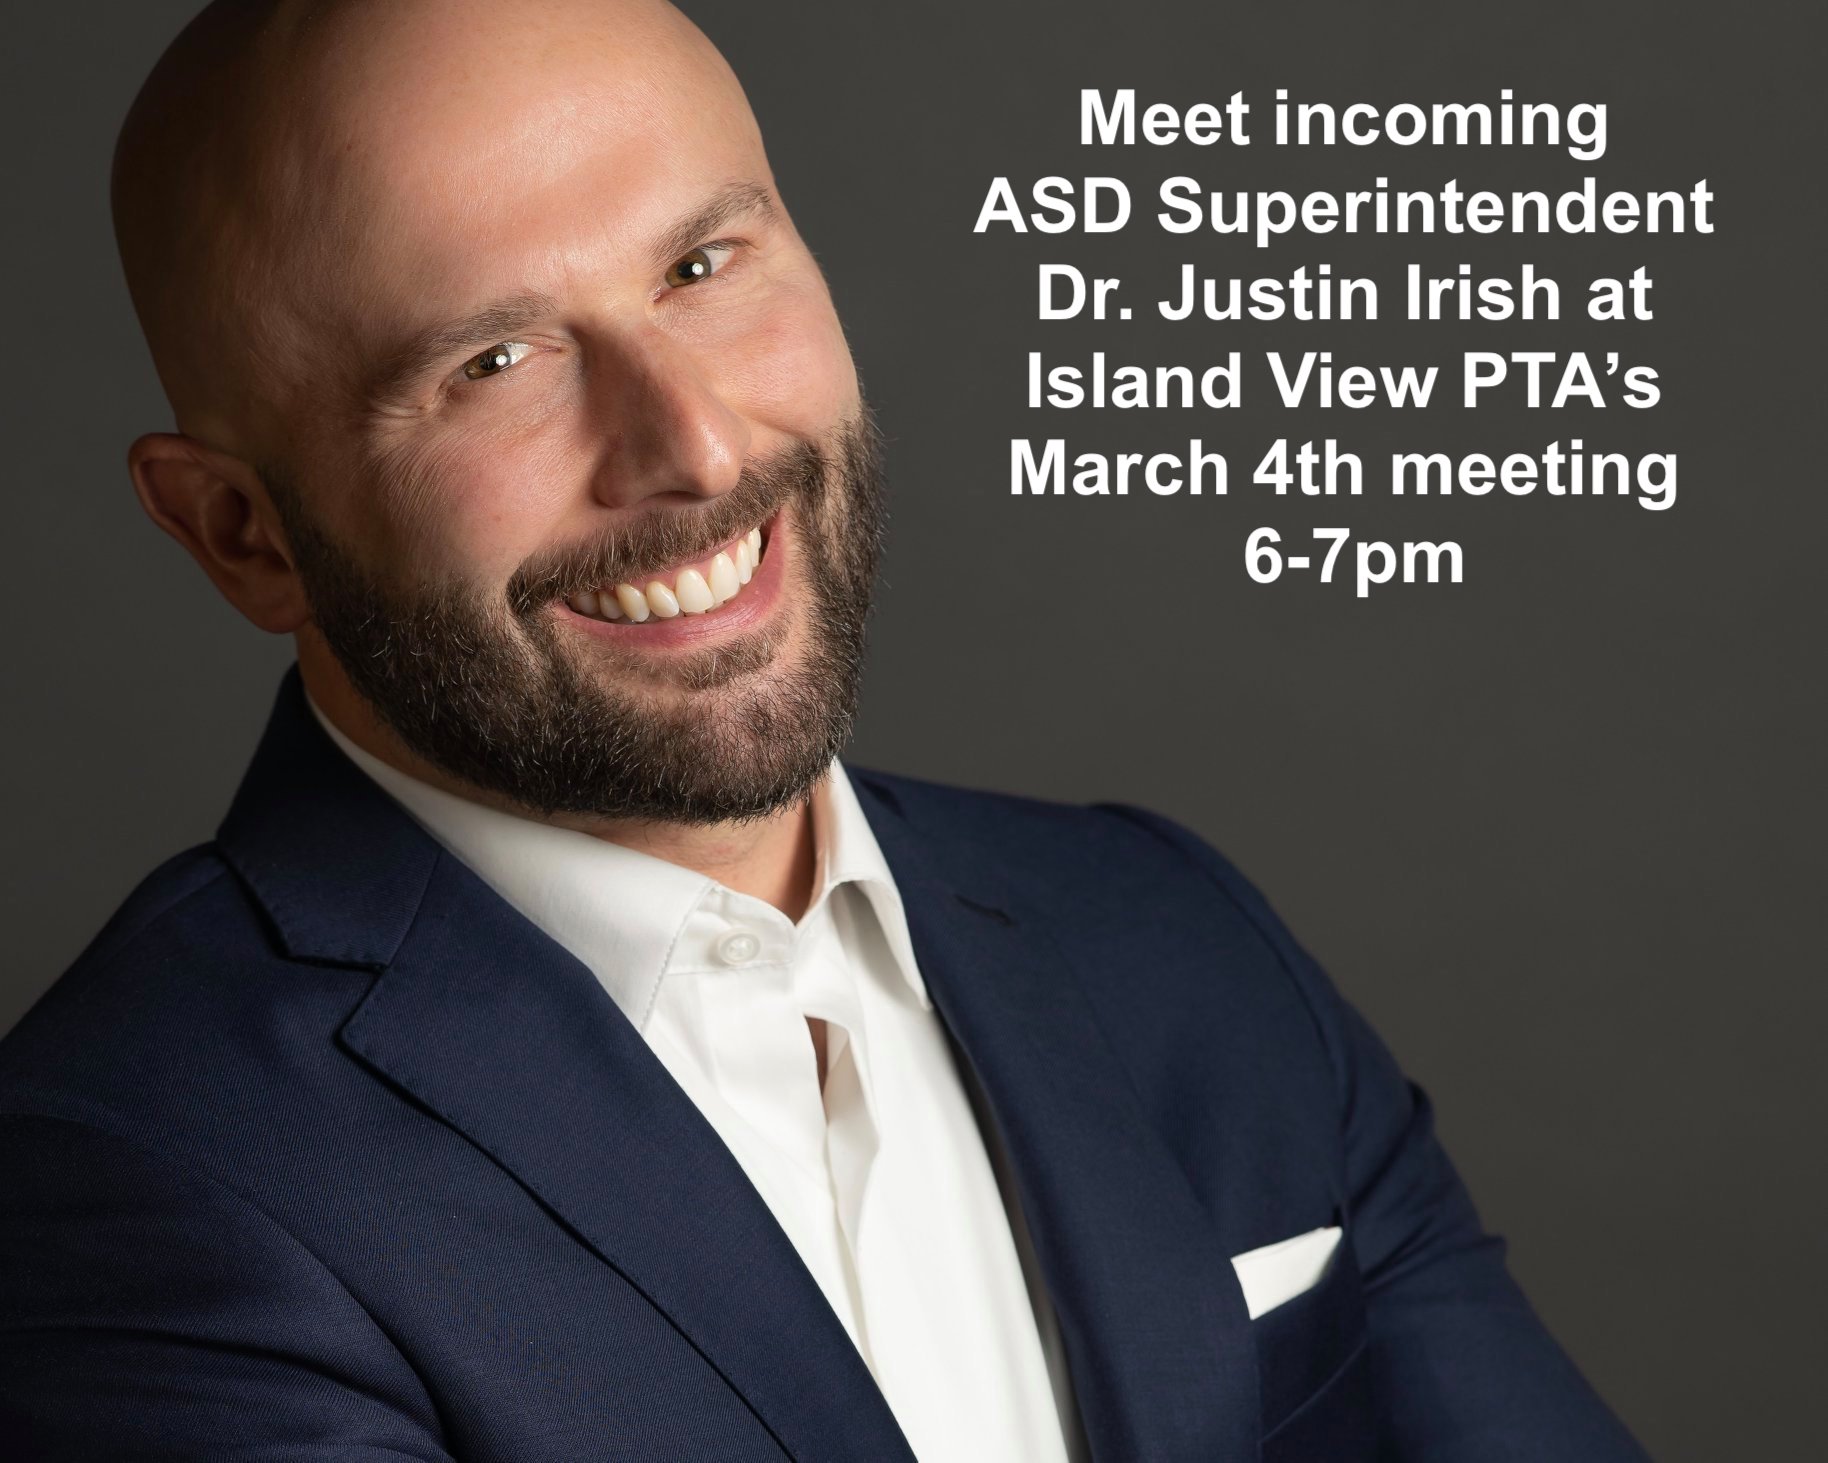 Meet incoming
ASD Superintendent
Dr. Justin Irish at
Island View PTA’s
March 4th meeting
6-7pm